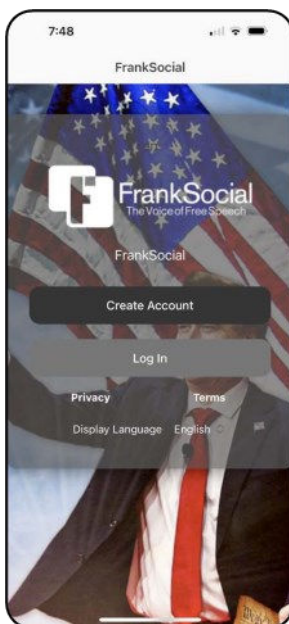 7:48
FrankSocial
FrankSocial
The Voice of Free Speech
FrankSocial
Create Account
Log In
Privacy Terms
Display Language English